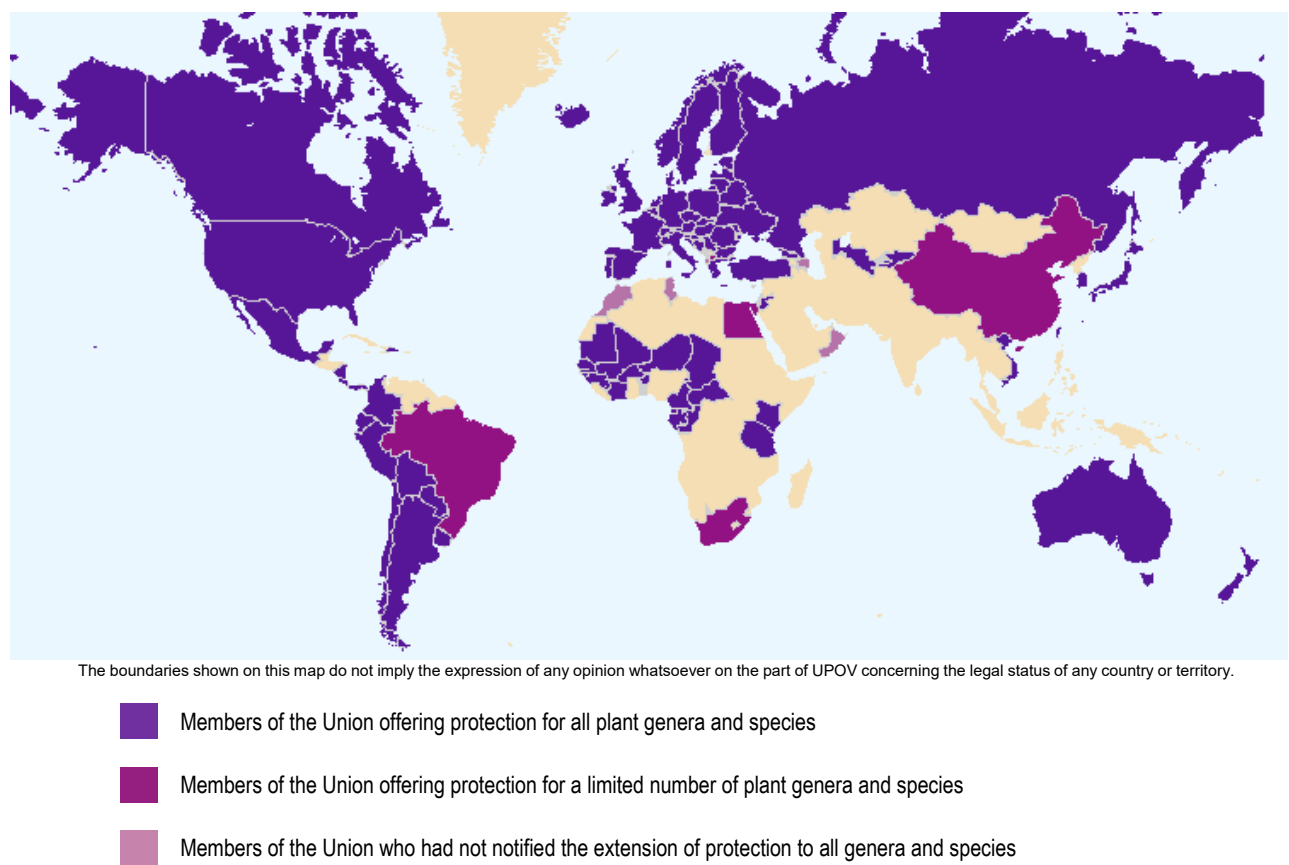 The boundaries shown on this map do not imply the expression of any opinion whatsoever on the part of UPOV concerning the legal status of any country or territory.
Members of the Union offering protection for all plant genera and species
Members of the Union offering protection for a limited number of plant genera and species
Members of the Union who had not notified the extension of protection to all genera and species